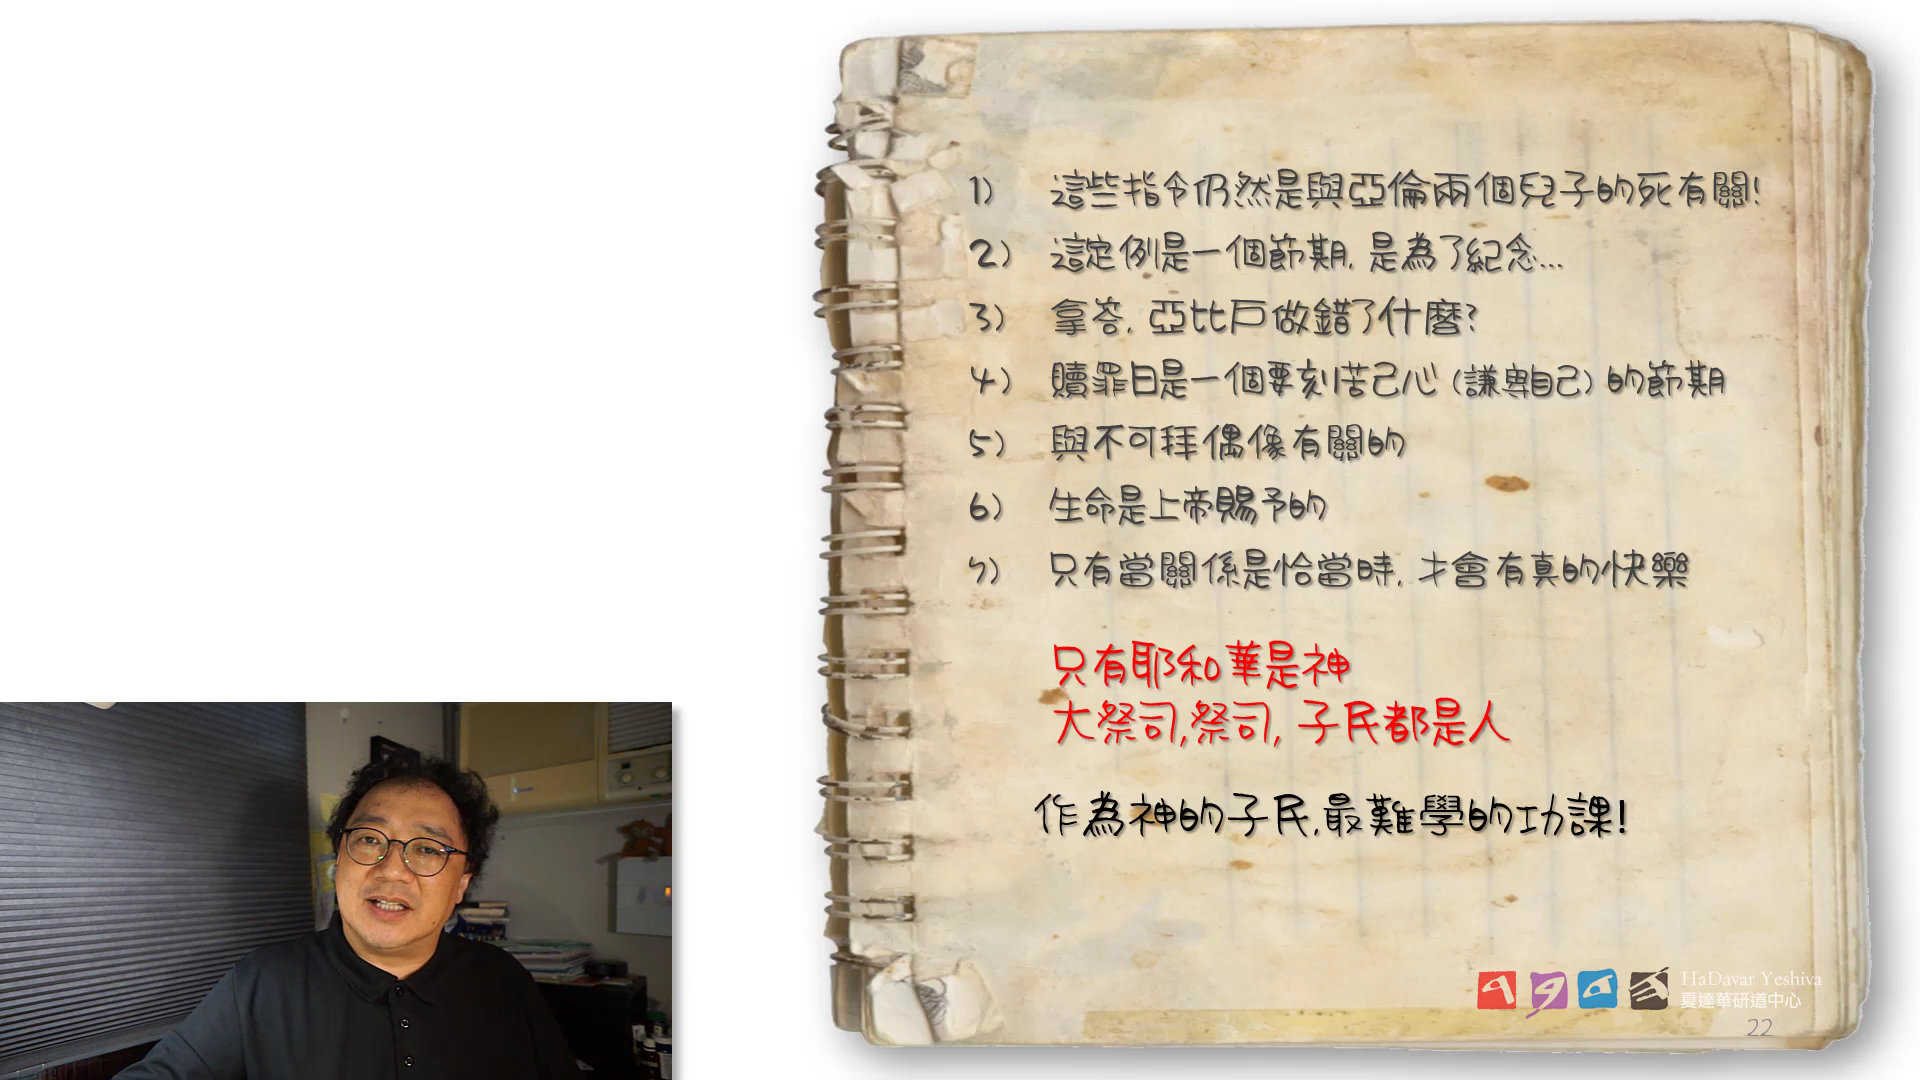 1) 這些指令仍然是與亞倫兩個兒子的死有關!
2) 這定例是一個節期, 是為了紀念...
3) 拿答, 亞比戶做錯了什麼?
4) 贖罪日是一個要刻苦己心 (謙卑自己) 的節期
5) 與不可拜偶像有關的
6) 生命是上帝賜予的
7) 只有當關係是恰當時, 才會有真的快樂
只有耶和華是神
大祭司,祭司, 子民都是人
作為神的子民,最難學的功課!
HaDavar Yeshiva
夏達華研道中心
22